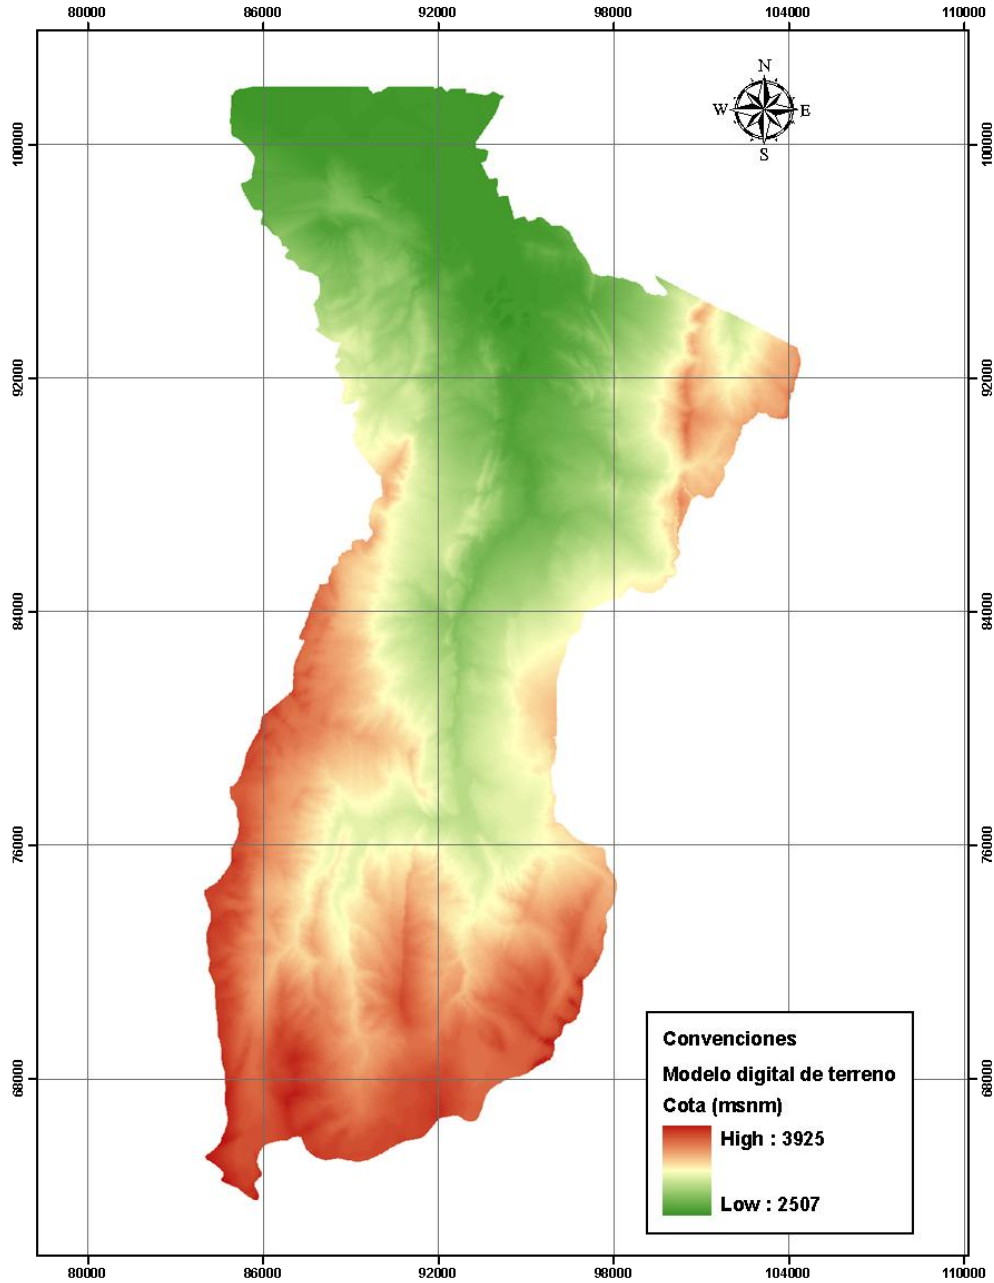 80000 86000 92000 98000 104000 110000
N
W E
S
100000 100000
92000 92000
84000 84000
76000 76000
68000 68000
Convenciones
Modelo digital de terreno
Cota (msnm)
High : 3925
Low : 2507
80000 86000 92000 98000 104000 110000